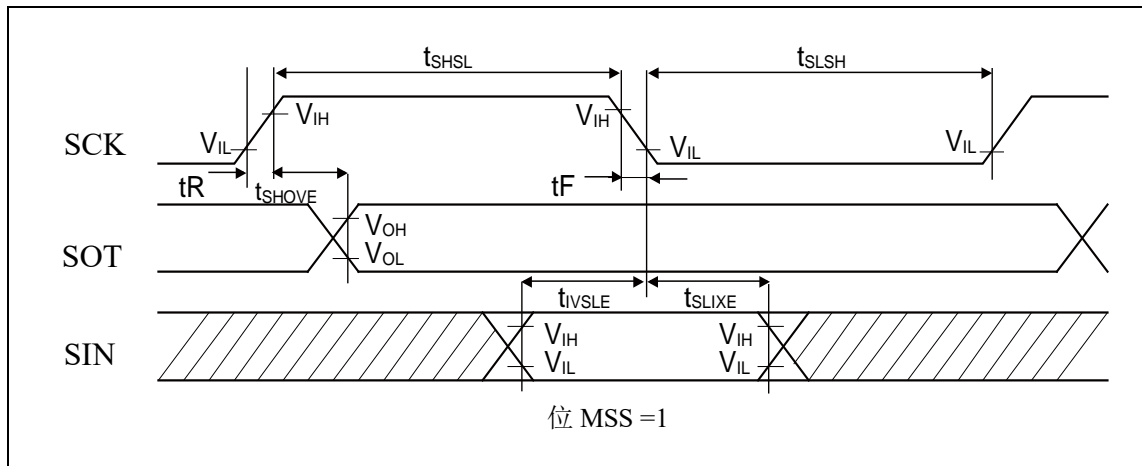 tSHSL
tSLSH
SCK
VIL
VIH
VIH
VIL
VIL
tR
tSHOVE
tF
SOT
VOH
VOL
tIVSLE
tSLIXE
SIN
VIH
VIL
VIH
VIL
位 MSS =1